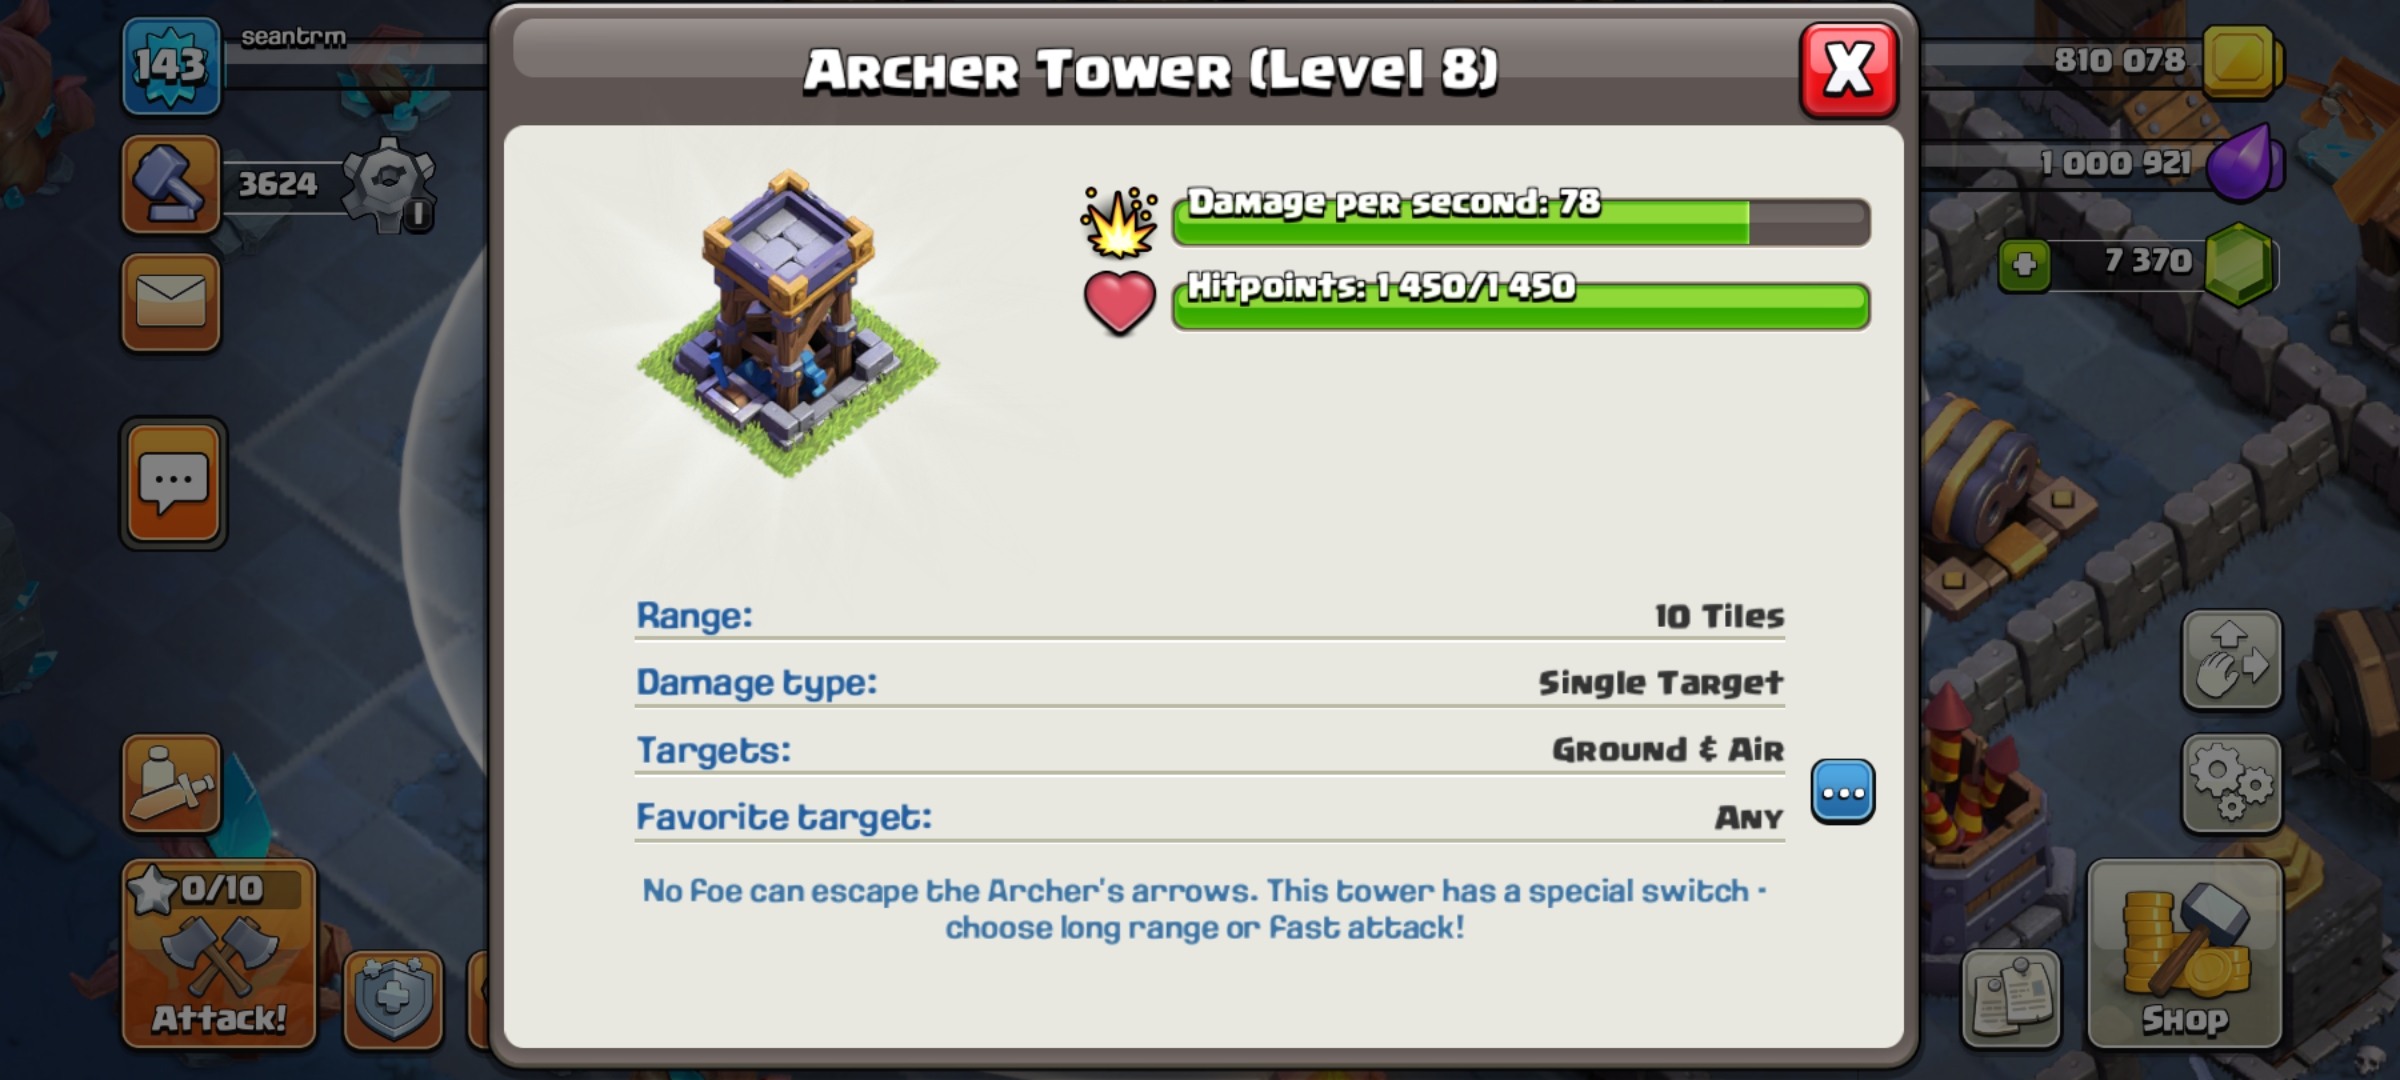 143
seantrm
Archer Tower (Level 8)
X
810 078
3624
1 000 921
7 370
Damage per second: 78
Hitpoints: 1 450/1 450
Range: 10 Tiles
Damage type: Single Target
Targets: Ground & Air
Favorite target: Any
No foe can escape the Archer's arrows. This tower has a special switch -
choose long range or fast attack!
0/10
Attack!
Shop